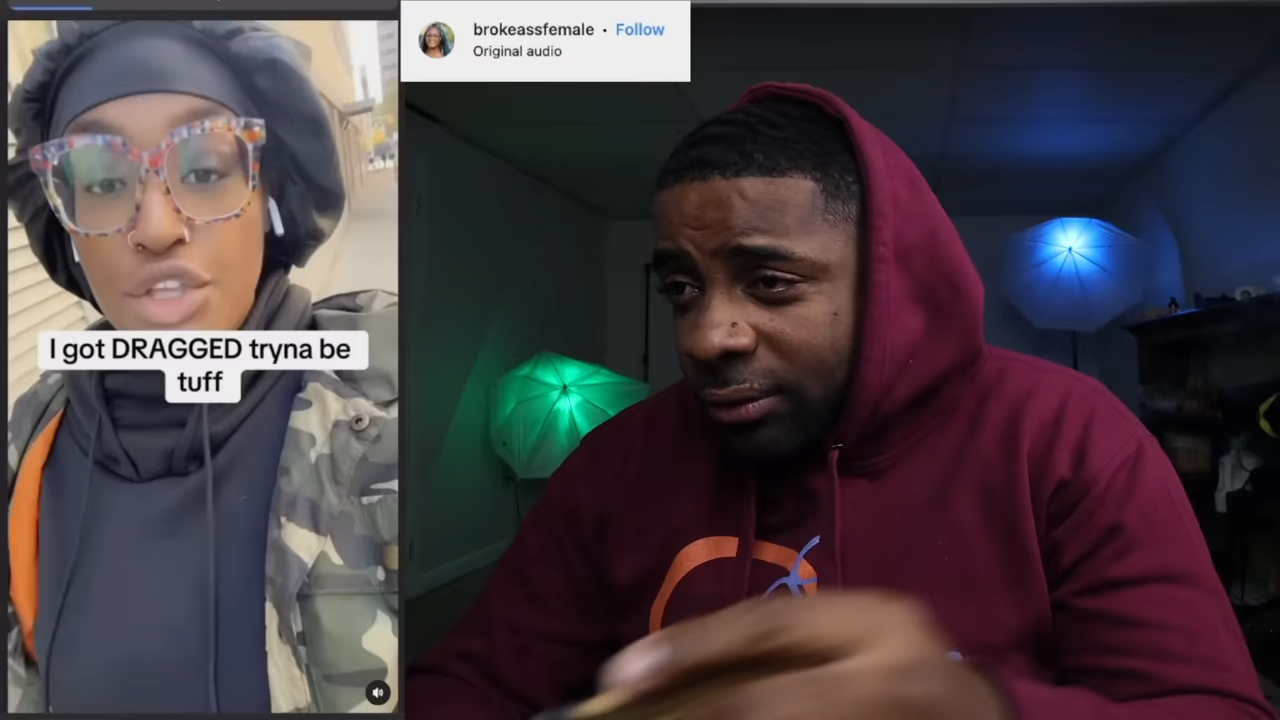 brokeassfemale • Follow
Original audio
I got DRAGGED tryna be
tuff